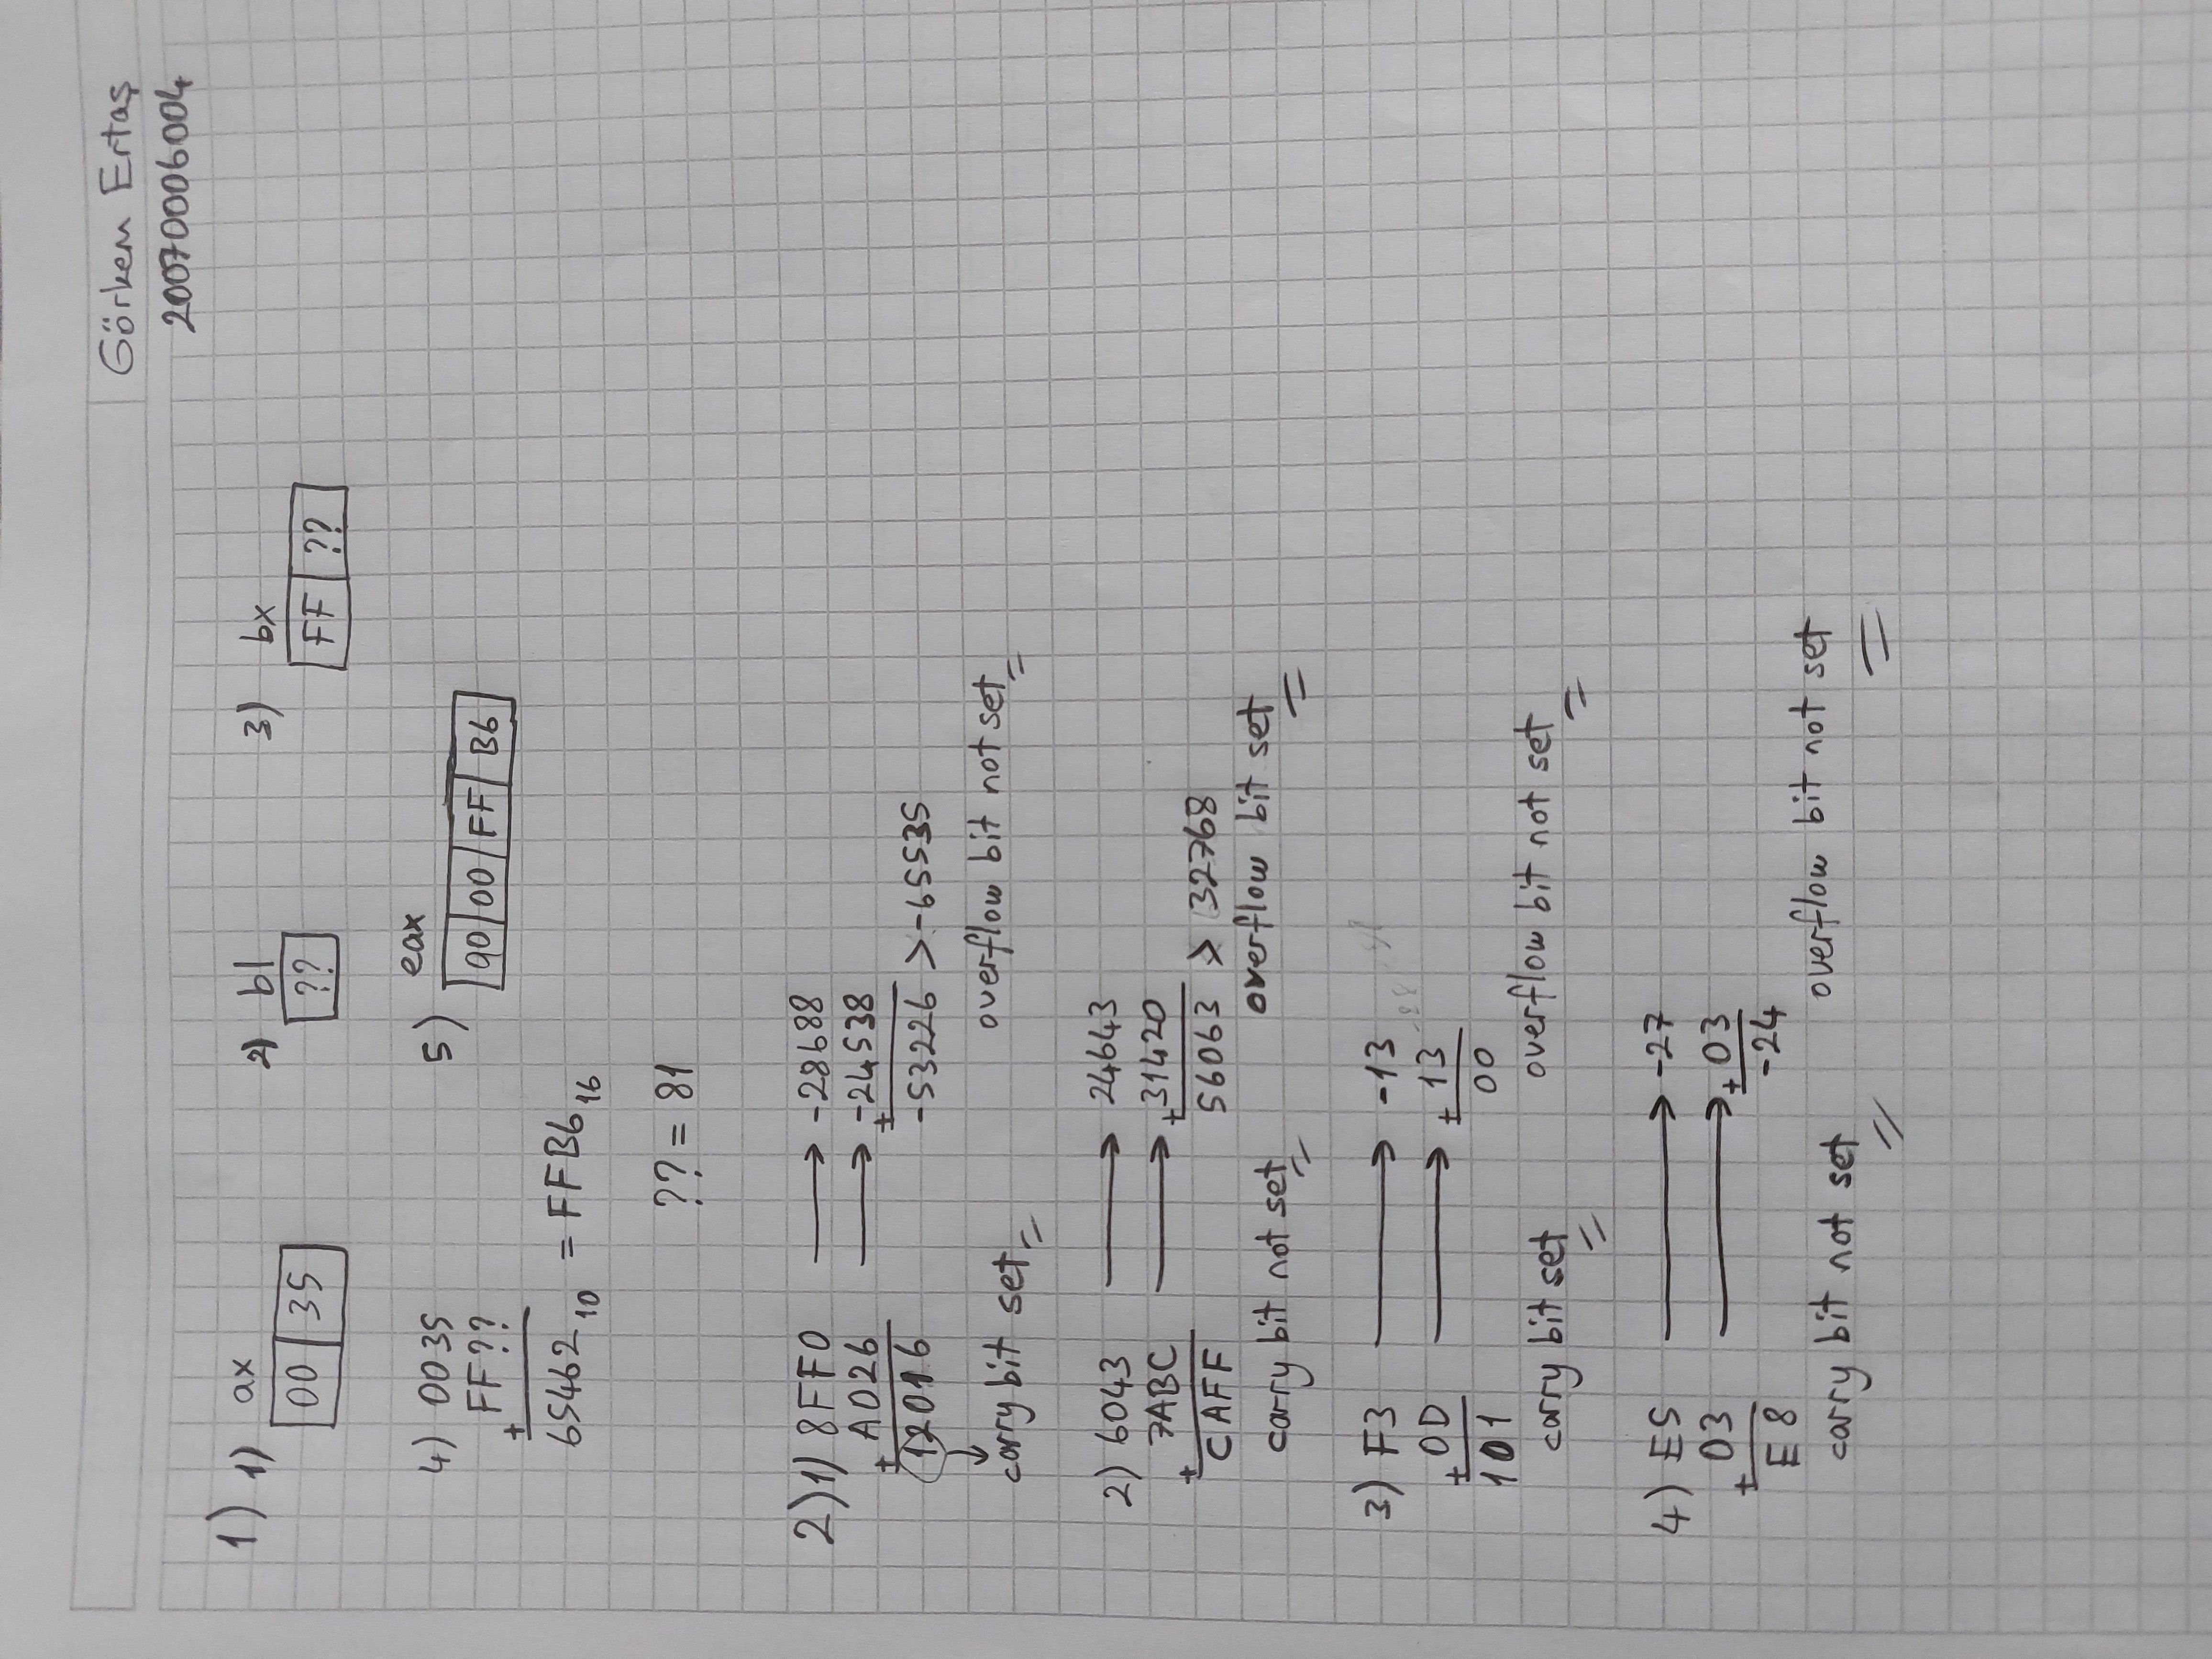 Görkem Ertaş
20070006004
1) 1) ax 2) bl 3) bx
00 35 ?? FF ??
4) 0035 5) eax
+ FF?? 90 00 FF B6
65462₁₀ = FFB6₁₆
?? = 81
2) 1) 8FF0 → -28688
+ A026 → + -24538
12016 -53226 > -65535
carry bit set overflow bit not set
2) 6043 → 24643
+ 7ABC → + 31420
CAFF 56063 > 32768
carry bit not set overflow bit set
3) F3 → -13
+ 0D → + 13
101 00
carry bit set overflow bit not set
4) E5 → -27
+ 03 → + 03
E8 -24
carry bit not set overflow bit not set